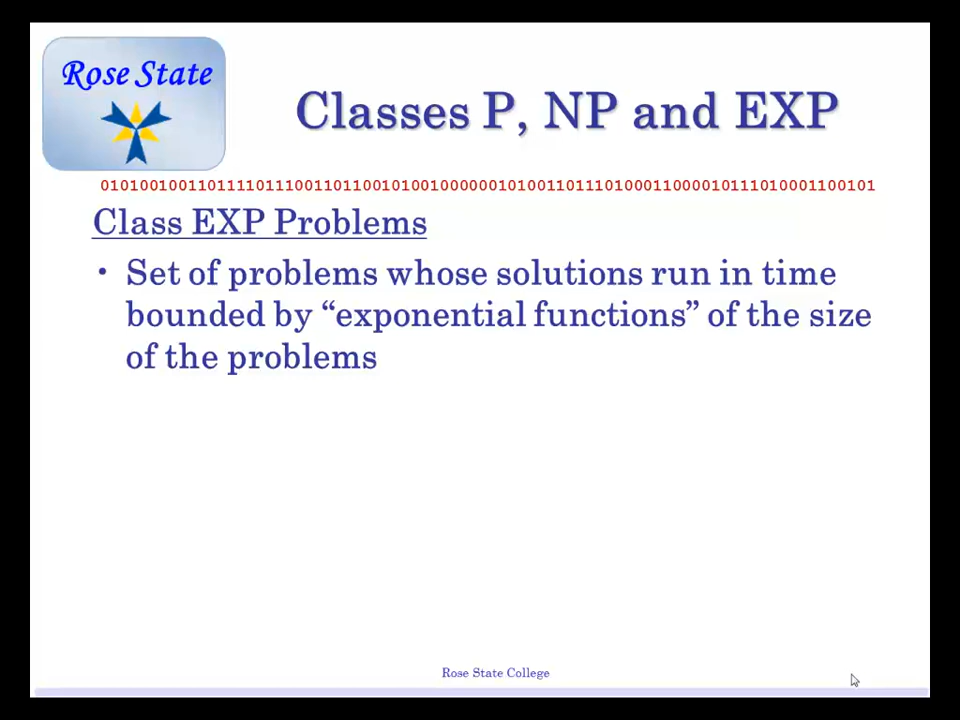 Rose State
Classes P, NP and EXP
01010010011011110111001101100101001000000101001101110100011000010111010001100101
Class EXP Problems
• Set of problems whose solutions run in time
bounded by “exponential functions” of the size
of the problems
Rose State College